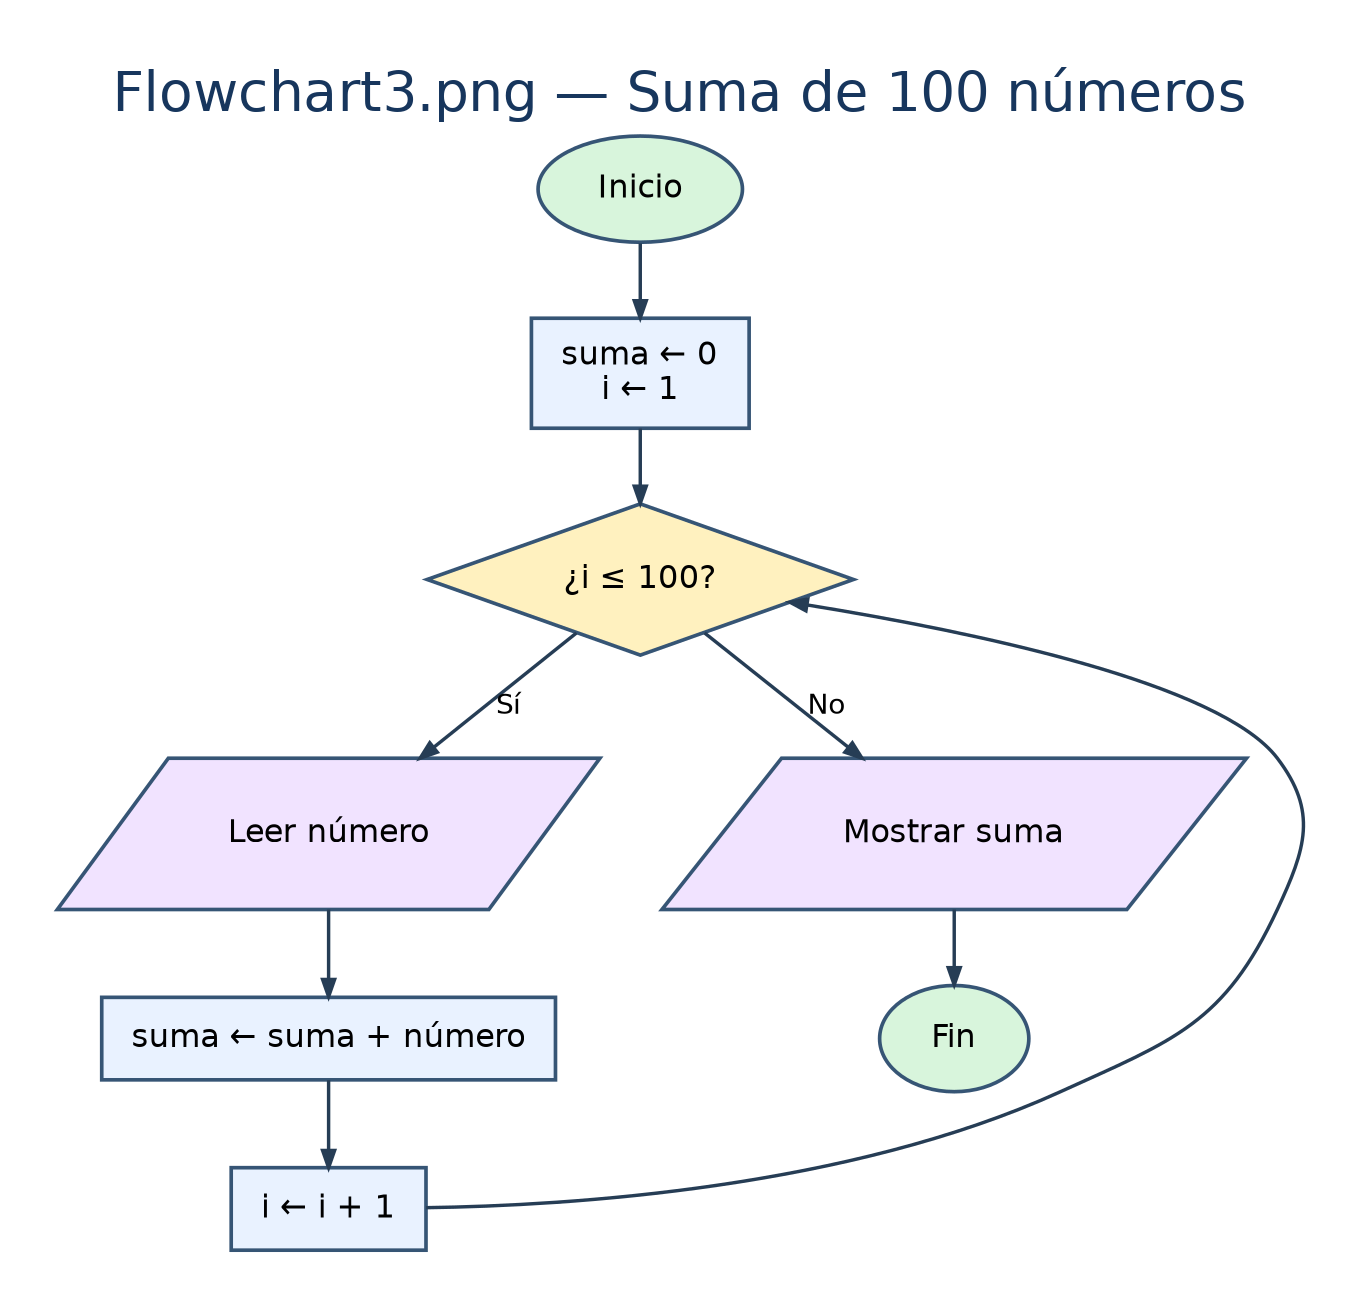 Flowchart3.png — Suma de 100 números
Inicio
suma ← 0
i ← 1
¿i ≤ 100?
Sí
No
Leer número
Mostrar suma
suma ← suma + número
Fin
i ← i + 1